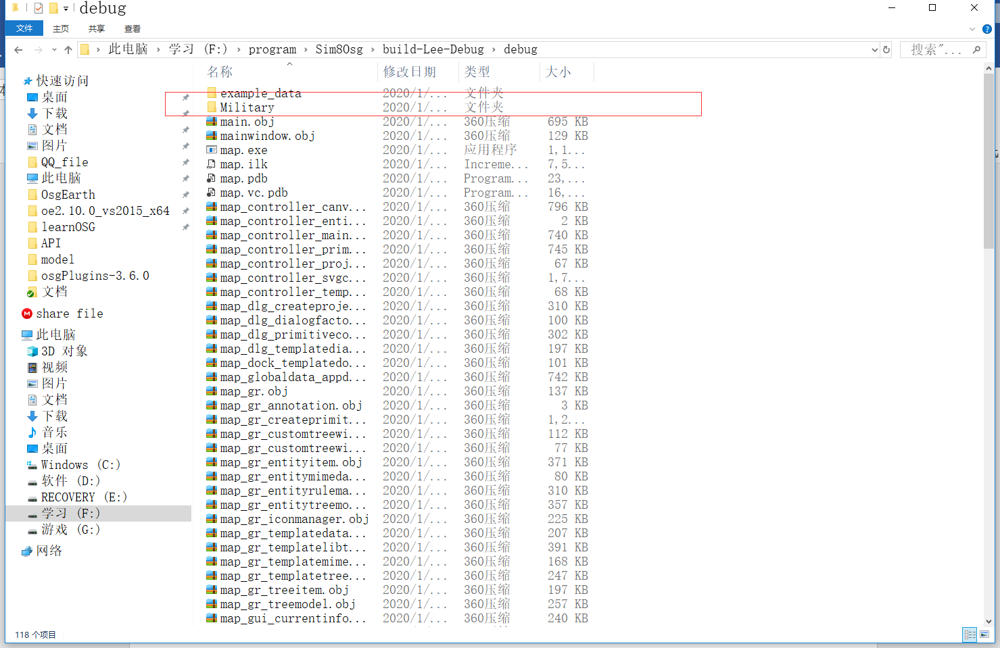 debug
文件 主页 共享 查看
此电脑 › 学习 (F:) › program › Sim8Osg › build-Lee-Debug › debug 搜索"...
名称 修改日期 类型 大小
快速访问
桌面
下载
文档
图片
QQ_file
此电脑
OsgEarth
oe2.10.0_vs2015_x64
learnOSG
API
model
osgPlugins-3.6.0
文档
share file
此电脑
3D 对象
视频
图片
文档
下载
音乐
桌面
Windows (C:)
软件 (D:)
RECOVERY (E:)
学习 (F:)
游戏 (G:)
网络
example_data 2020/1/... 文件夹
Military 2020/1/... 文件夹
main.obj 2020/1/... 360压缩 695 KB
mainwindow.obj 2020/1/... 360压缩 129 KB
map.exe 2020/1/... 应用程序 1,1...
map.ilk 2020/1/... Increme... 7,5...
map.pdb 2020/1/... Program... 23,...
map.vc.pdb 2020/1/... Program... 16,...
map_controller_canv... 2020/1/... 360压缩 796 KB
map_controller_enti... 2020/1/... 360压缩 2 KB
map_controller_main... 2020/1/... 360压缩 740 KB
map_controller_prim... 2020/1/... 360压缩 745 KB
map_controller_proj... 2020/1/... 360压缩 67 KB
map_controller_svgc... 2020/1/... 360压缩 1,7...
map_controller_temp... 2020/1/... 360压缩 68 KB
map_dlg_createproje... 2020/1/... 360压缩 310 KB
map_dlg_dialogfacto... 2020/1/... 360压缩 100 KB
map_dlg_primitiveco... 2020/1/... 360压缩 302 KB
map_dlg_templatedia... 2020/1/... 360压缩 197 KB
map_dock_templatedo... 2020/1/... 360压缩 101 KB
map_globaldata_appd... 2020/1/... 360压缩 742 KB
map_gr.obj 2020/1/... 360压缩 137 KB
map_gr_annotation.obj 2020/1/... 360压缩 3 KB
map_gr_createprimit... 2020/1/... 360压缩 1,2...
map_gr_customtreewi... 2020/1/... 360压缩 112 KB
map_gr_customtreewi... 2020/1/... 360压缩 77 KB
map_gr_entityitem.obj 2020/1/... 360压缩 371 KB
map_gr_entitymimeda... 2020/1/... 360压缩 80 KB
map_gr_entityrulema... 2020/1/... 360压缩 310 KB
map_gr_entitytreemo... 2020/1/... 360压缩 357 KB
map_gr_iconmanager.obj 2020/1/... 360压缩 225 KB
map_gr_templatedata... 2020/1/... 360压缩 207 KB
map_gr_templatelibt... 2020/1/... 360压缩 391 KB
map_gr_templatemime... 2020/1/... 360压缩 168 KB
map_gr_templatetree... 2020/1/... 360压缩 247 KB
map_gr_treeitem.obj 2020/1/... 360压缩 197 KB
map_gr_treemodel.obj 2020/1/... 360压缩 257 KB
map_gui_currentinfo... 2020/1/... 360压缩 240 KB
118 个项目